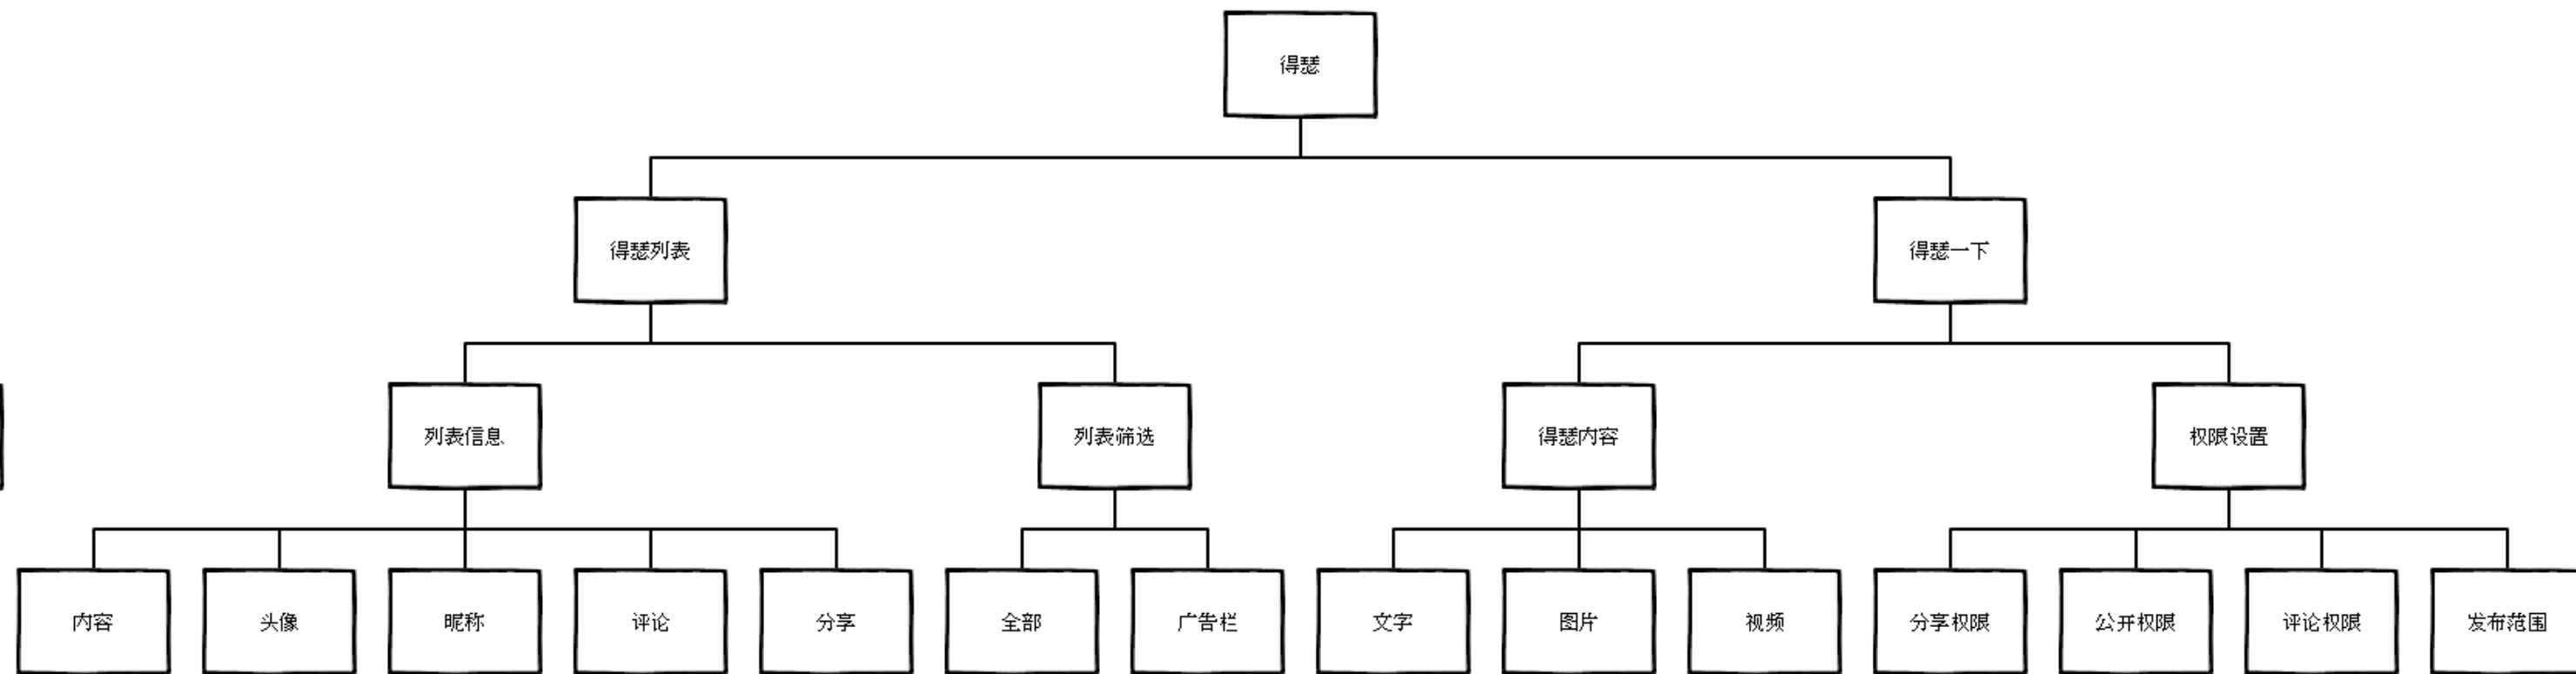 得瑟
得瑟列表
得瑟一下
列表信息
列表筛选
得瑟内容
权限设置
内容
头像
昵称
评论
分享
全部
广告栏
文字
图片
视频
分享权限
公开权限
评论权限
发布范围